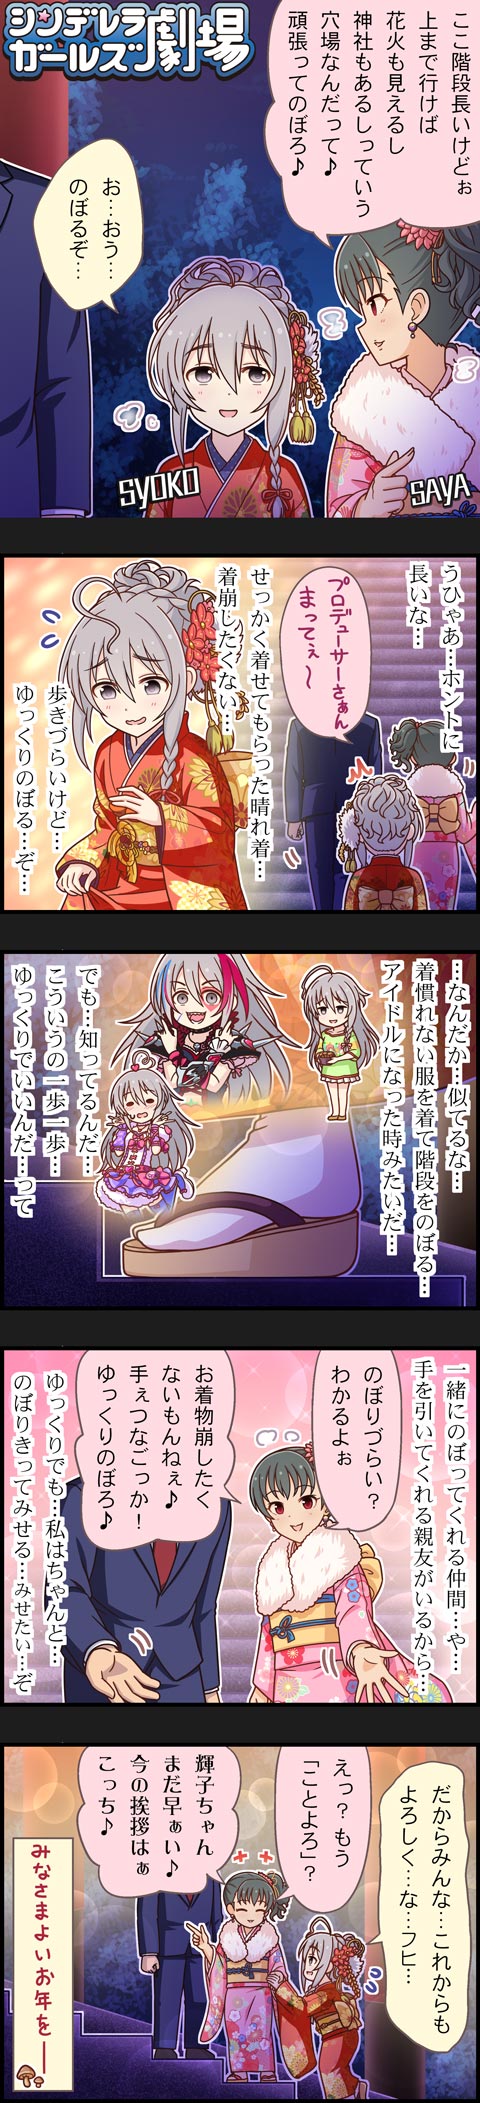 シンデレラ
ガールズ劇場
ここ階段長いけどぉ
上まで行けば
花火も見えるし
神社もあるしっていう
穴場なんだって♪
頑張ってのぼろ♪
お…おう…
のぼるぞ…
SYOKO
SAYA
うひゃあ…ホントに
長いな…
プロデューサーさぁん
まってぇ～
せっかく着せてもらった晴れ着…
着崩したくない…
歩きづらいけど…
ゆっくりのぼる…ぞ…
…なんだか…似てるな…
着慣れない服を着て階段をのぼる…
アイドルになった時みたいだ…
でも…知ってるんだ…
こういうの一歩一歩…
ゆっくりでいいんだ…って
一緒にのぼってくれる仲間…や…
手を引いてくれる親友がいるから…
のぼりづらい?
わかるよぉ
お着物崩したく
ないもんねぇ♪
手ぇつなごっか!
ゆっくりのぼろ♪
ゆっくりでも…私はちゃんと…
のぼりきってみせる…みせたい…ぞ
だからみんな…これからも
よろしく…な…フヒ…
えっ?もう
「ことよろ」?
輝子ちゃん
まだ早ぁい♪
今の挨拶はぁ
こっち♪
みなさまよいお年を――